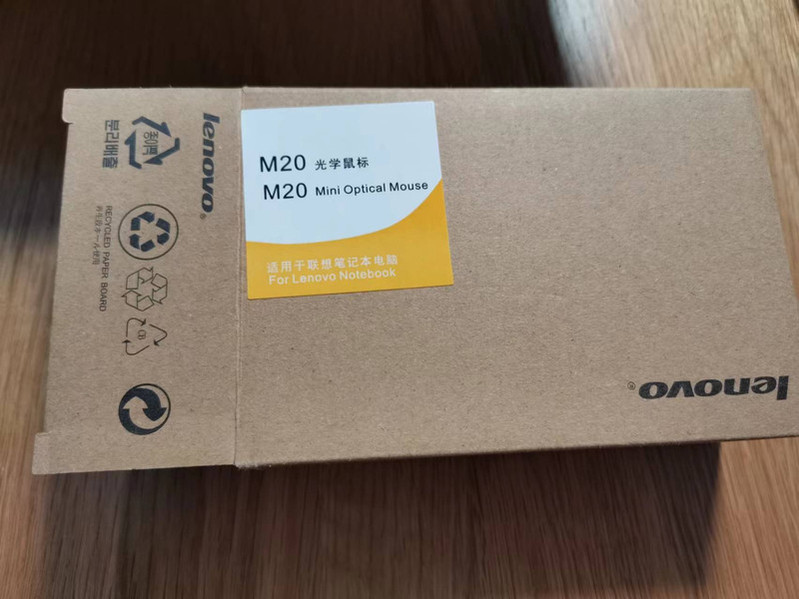 M20 光学鼠标
M20 Mini Optical Mouse
适用于联想笔记本电脑
For Lenovo Notebook
lenovo®
lenovo®
분리배출
RECYCLED PAPER BOARD